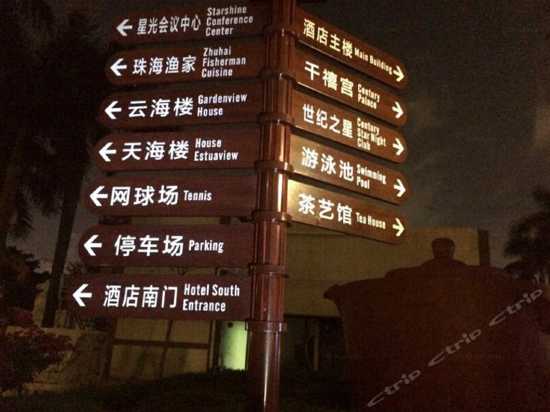 星光会议中心 Starshine
Conference
Center
珠海渔家 Zhuhai
Fisherman
Cuisine
云海楼 Gardenview
House
天海楼 House
Estuaview
网球场 Tennis
停车场 Parking
酒店南门 Hotel South
Entrance
酒店主楼 Main Building
千禧宫 Century
Palace
世纪之星 Century
Star Night
Club
游泳池 Swimming
Pool
茶艺馆 Tea House
ctrip ctrip ctrip